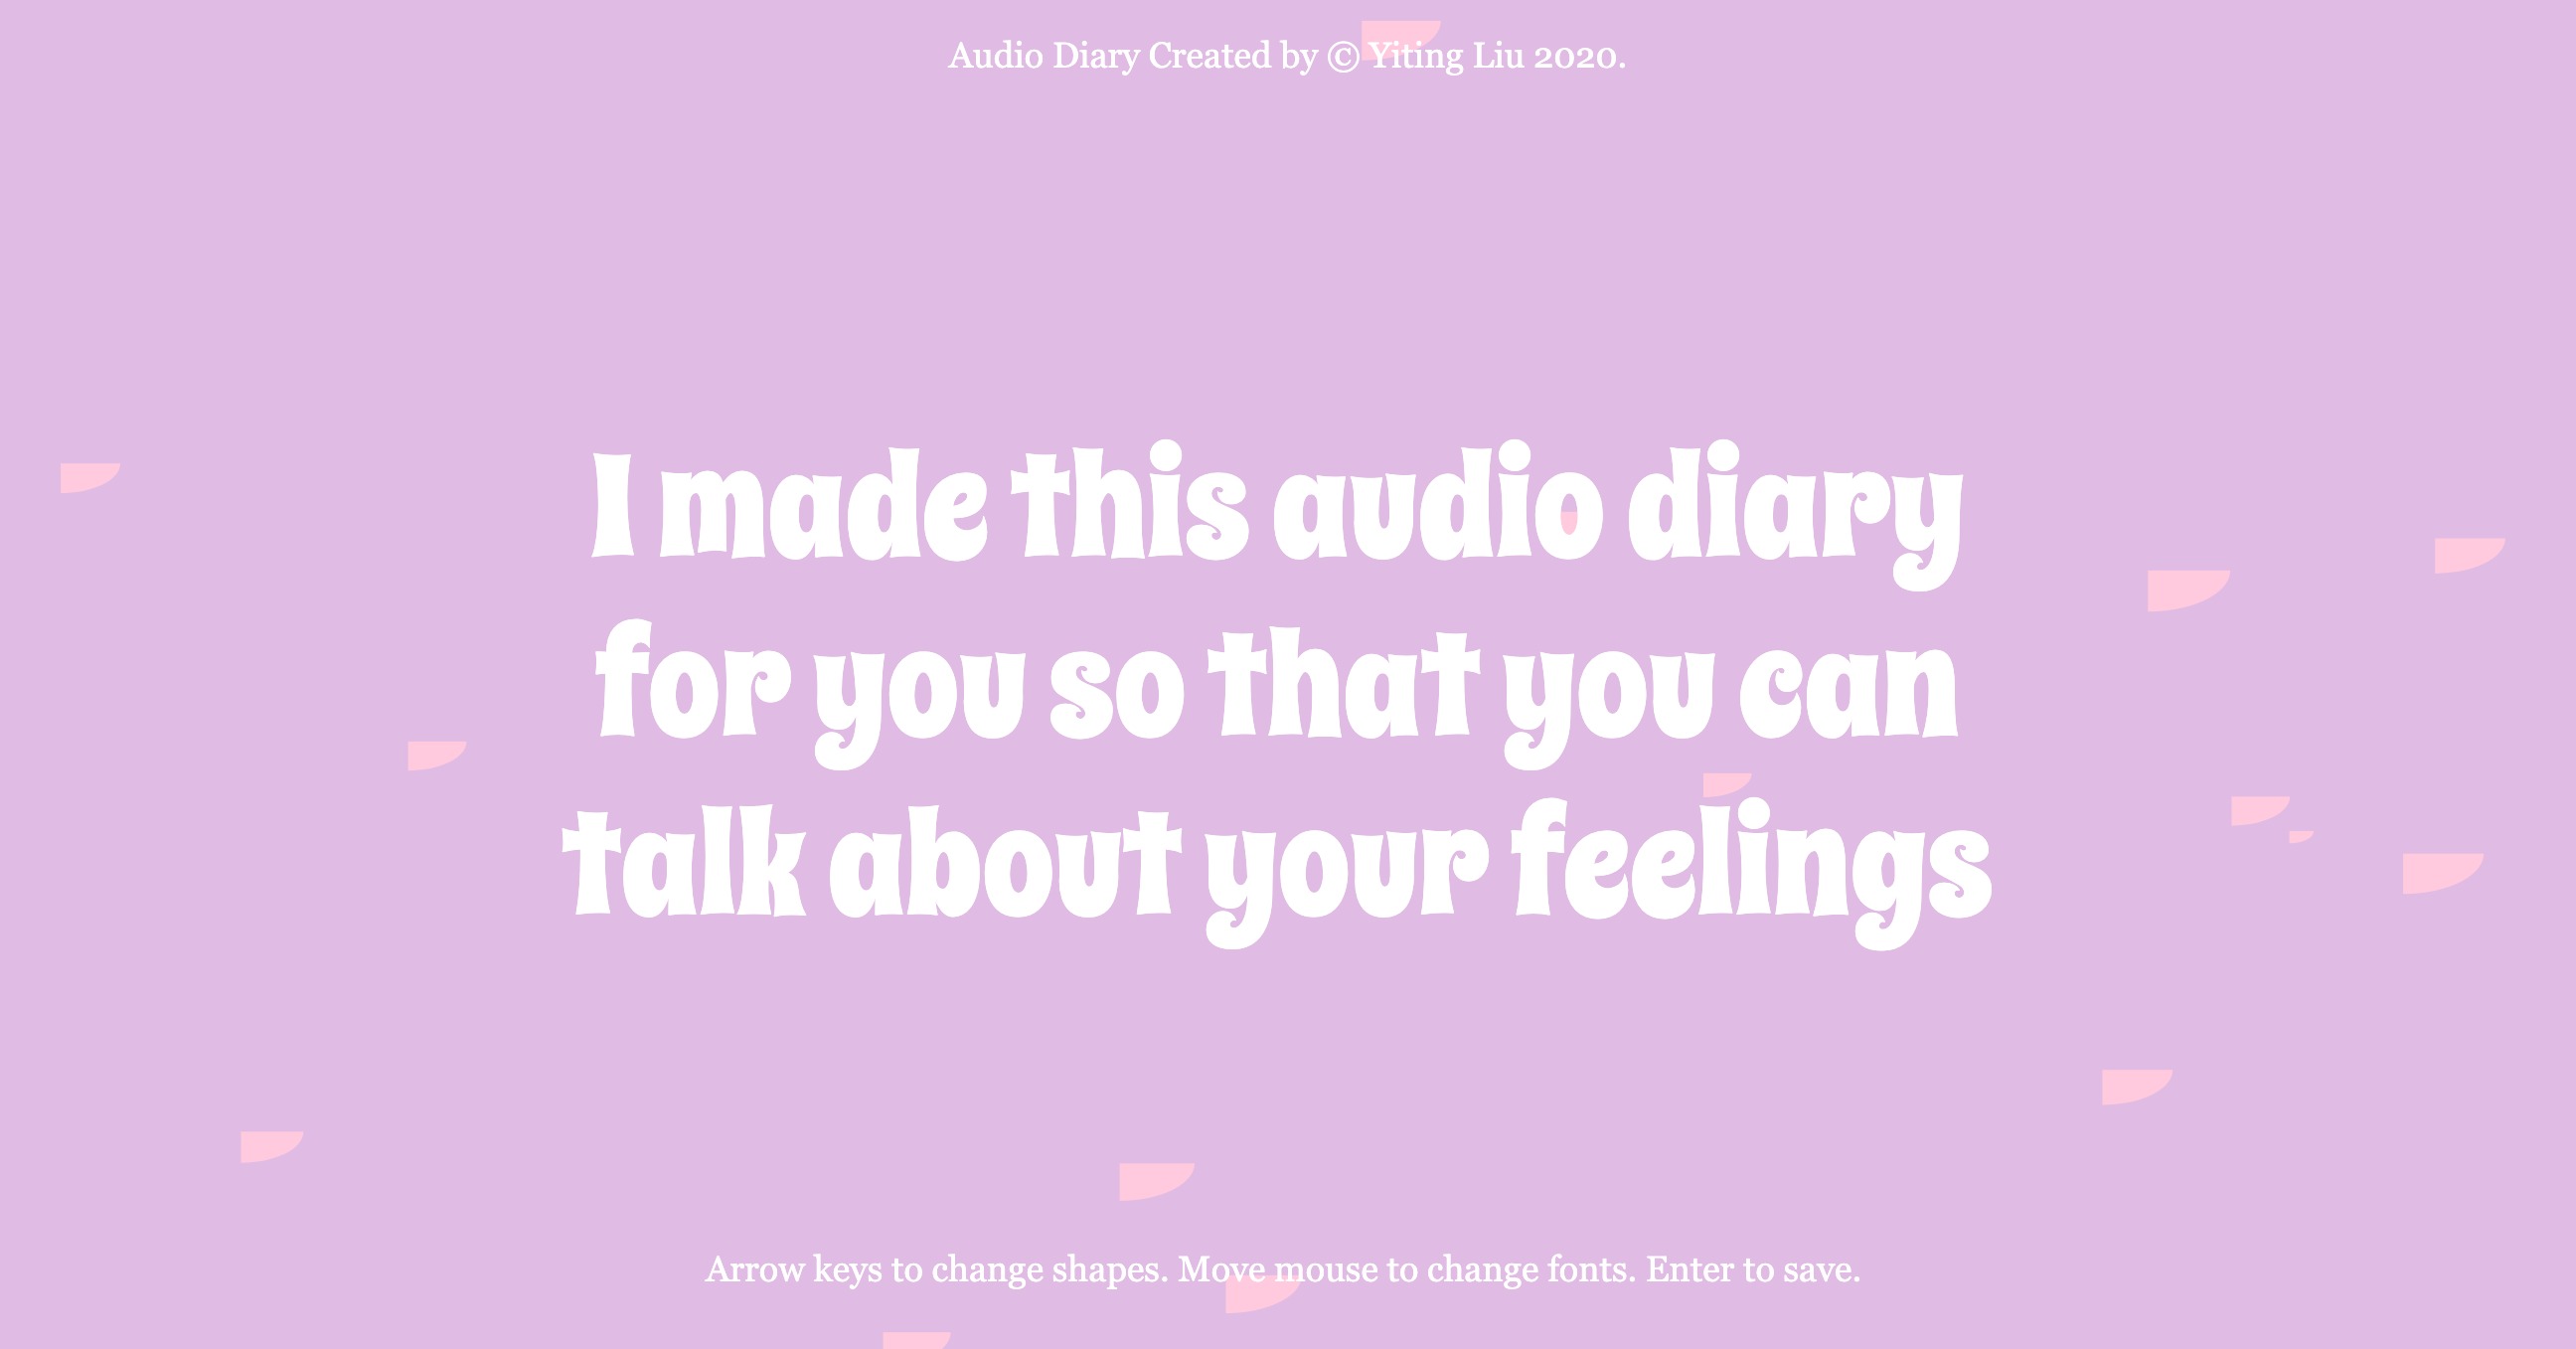 Audio Diary Created by © Yiting Liu 2020.
I made this audio diary
for you so that you can
talk about your feelings
Arrow keys to change shapes. Move mouse to change fonts. Enter to save.